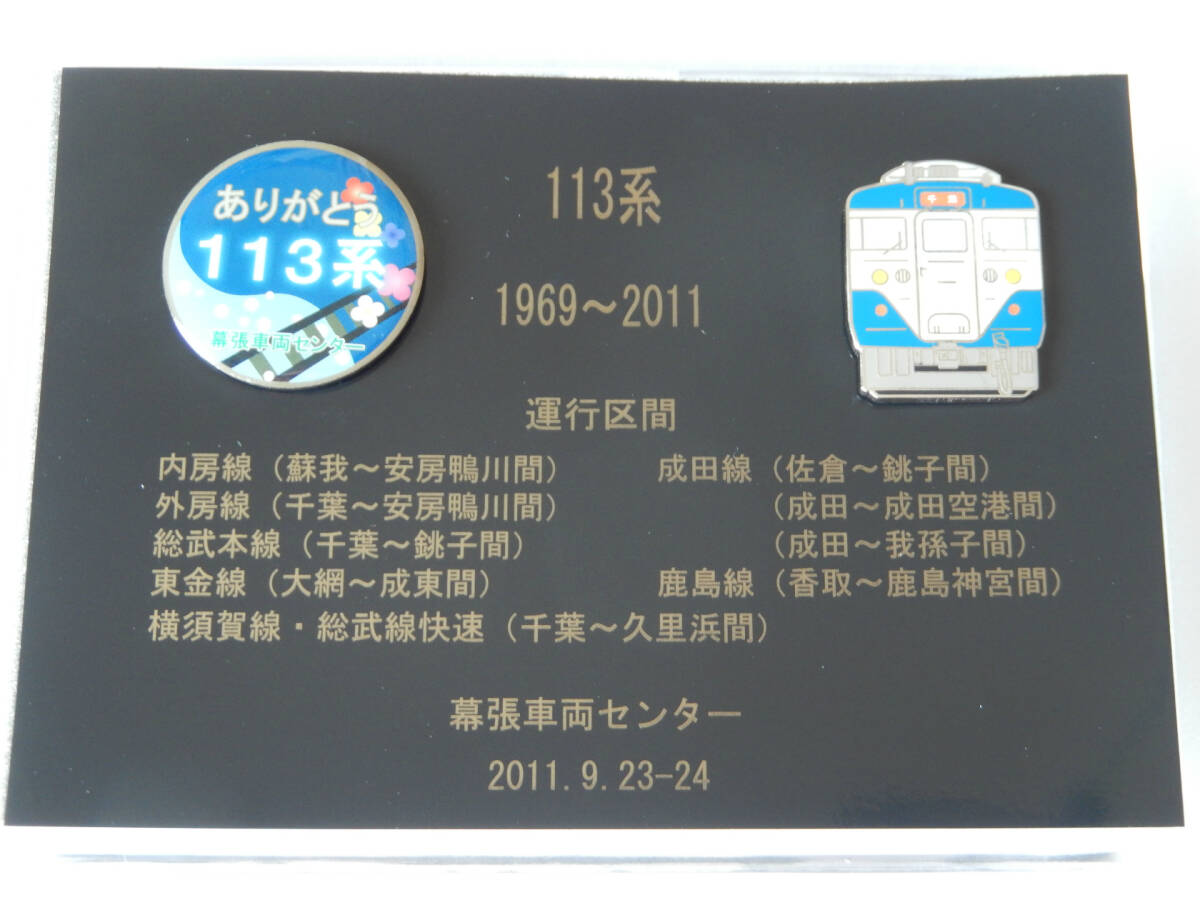 ありがとう
113系
幕張車両センター
113系
千葉
1969～2011
運行区間
内房線（蘇我～安房鴨川間）
外房線（千葉～安房鴨川間）
総武本線（千葉～銚子間）
東金線（大網～成東間）
横須賀線・総武線快速（千葉～久里浜間）
成田線（佐倉～銚子間）
（成田～成田空港間）
（成田～我孫子間）
鹿島線（香取～鹿島神宮間）
幕張車両センター
2011.9.23-24